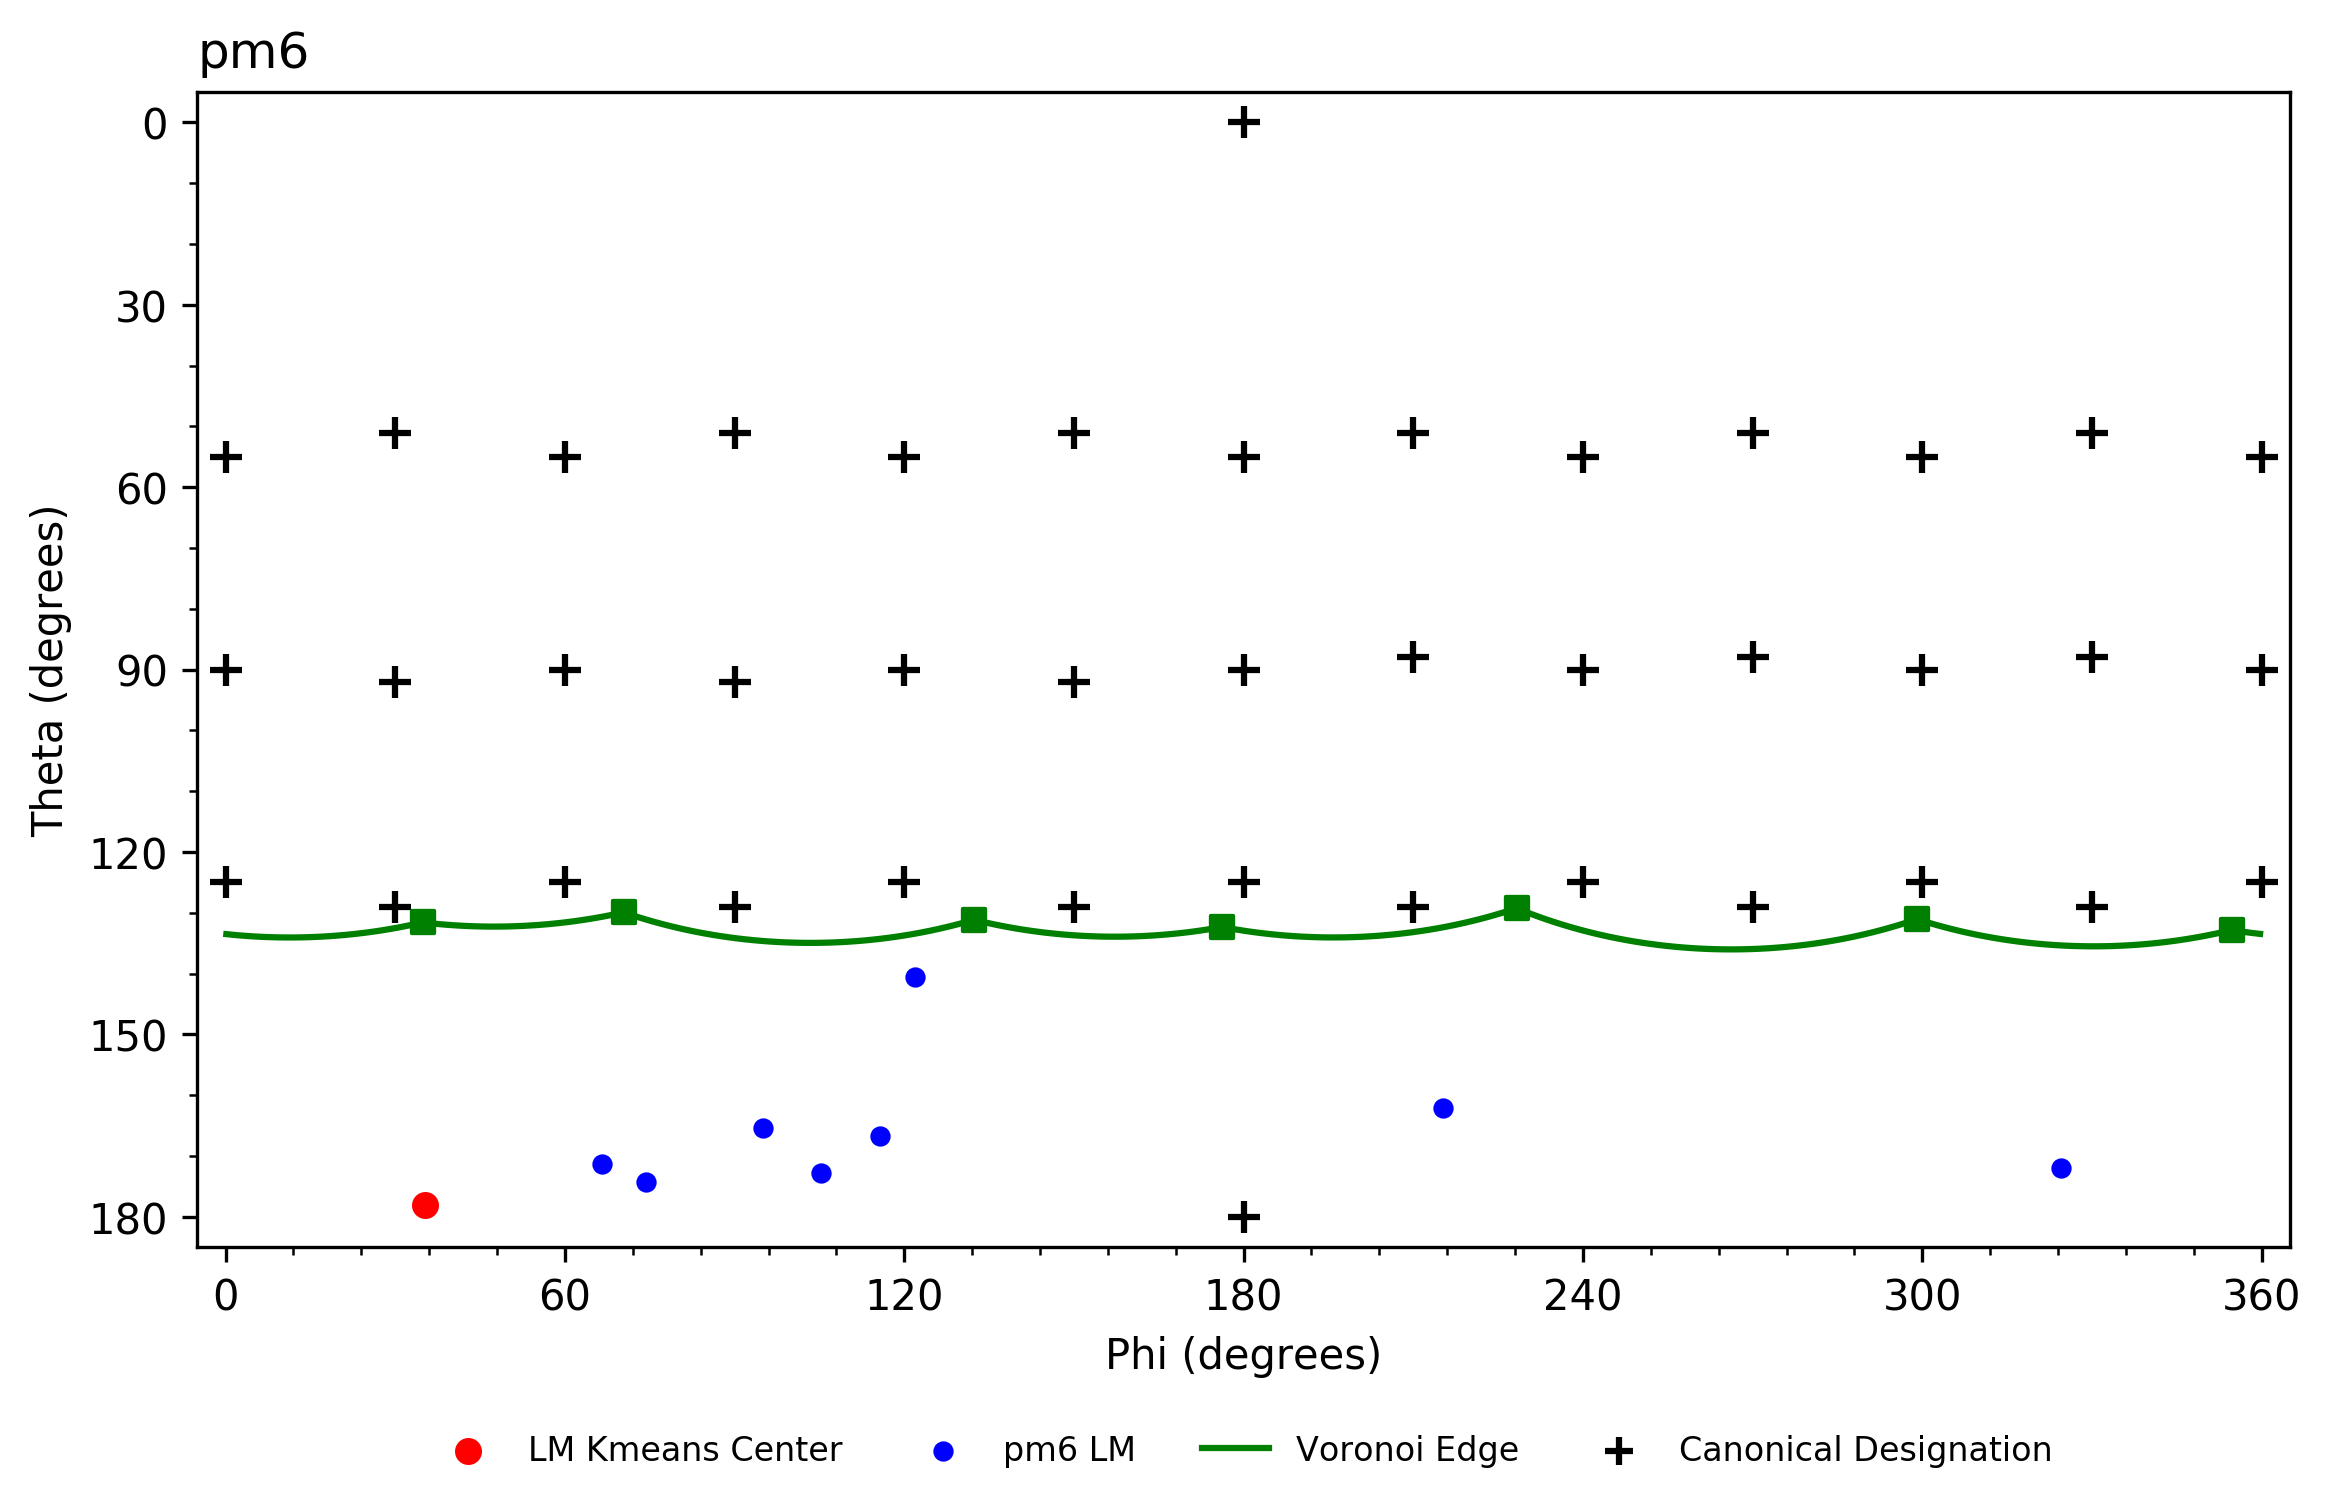 pm6
0
30
60
90
120
150
180
Theta (degrees)
0 60 120 180 240 300 360
Phi (degrees)
LM Kmeans Center pm6 LM Voronoi Edge Canonical Designation